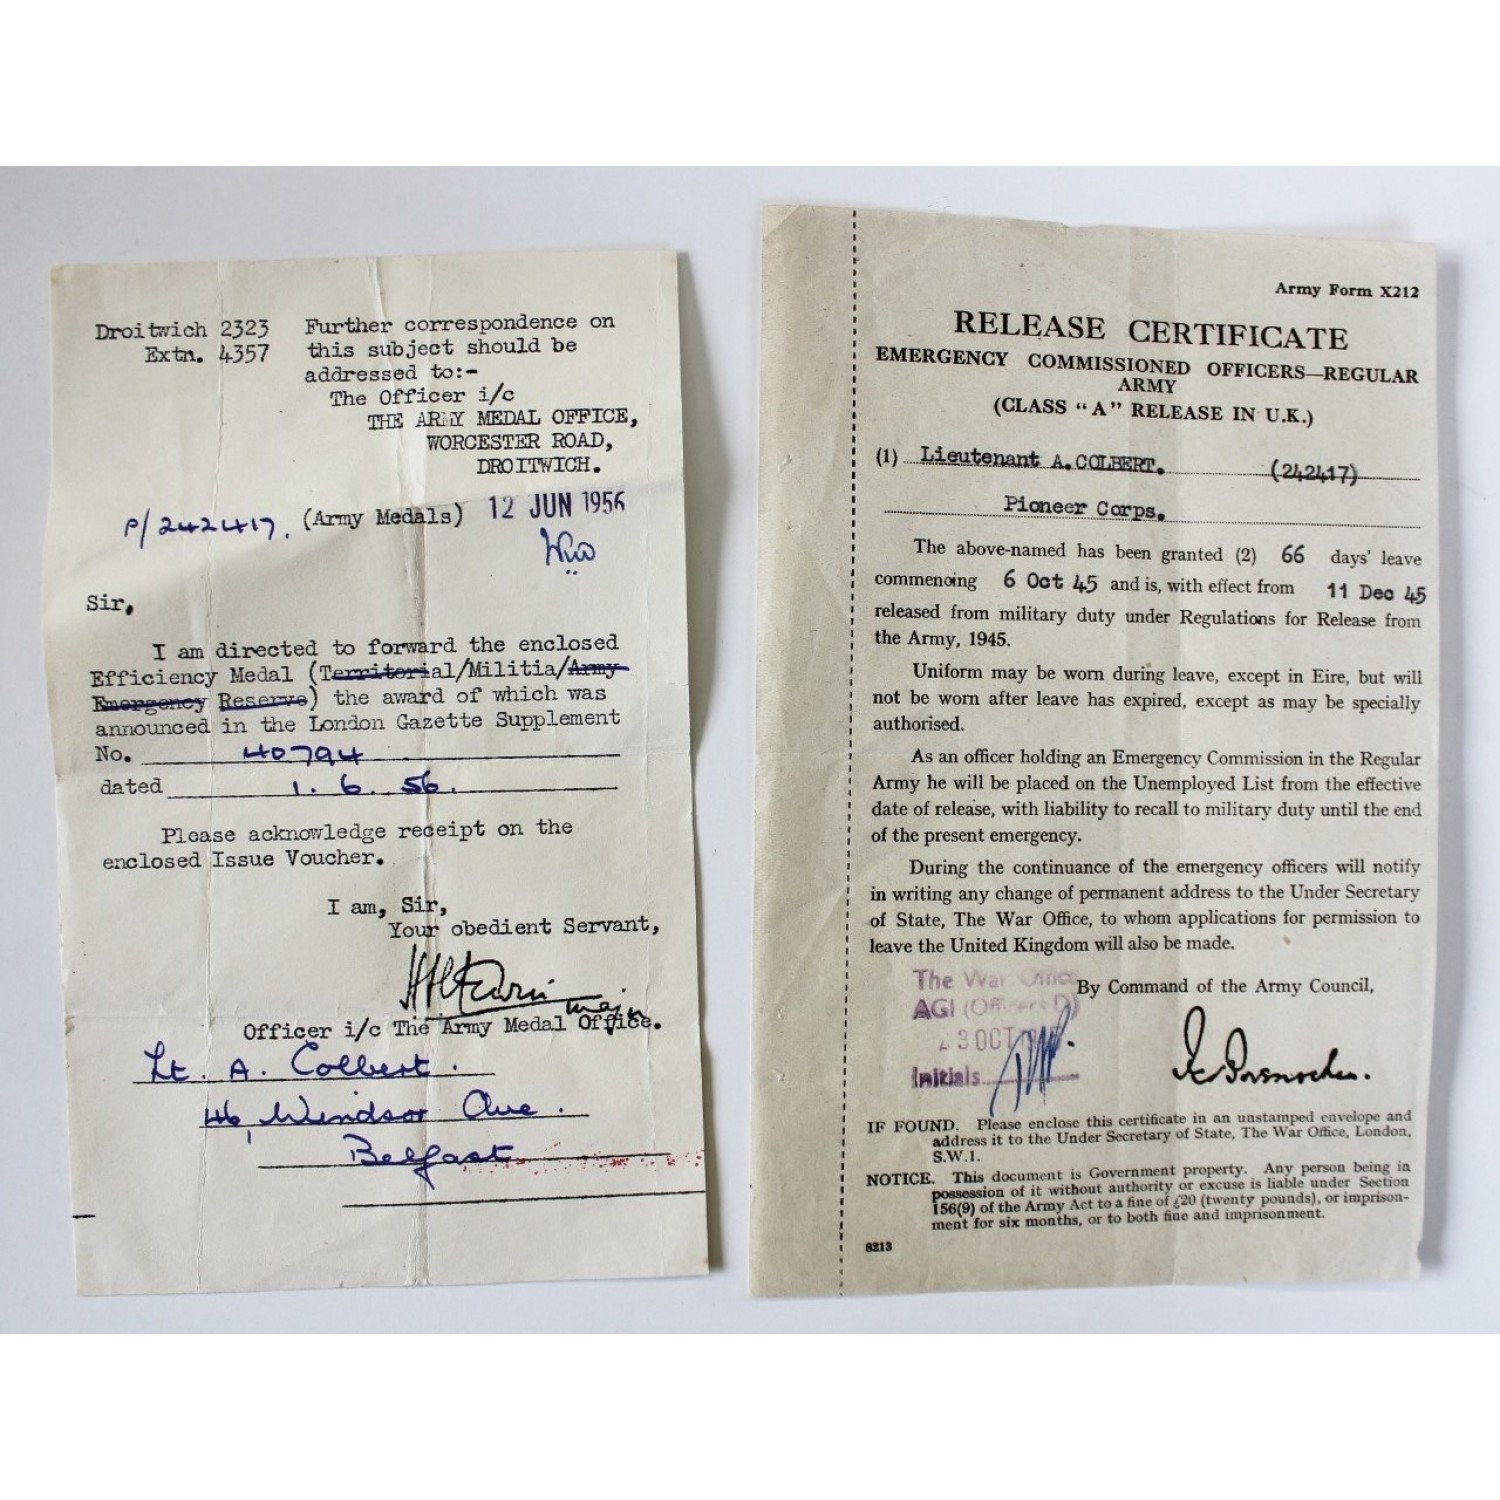 Droitwich 2323
Extn. 4357
Further correspondence on
this subject should be
addressed to:-
The Officer i/c
THE ARMY MEDAL OFFICE,
WORCESTER ROAD,
DROITWICH.
P/242417. (Army Medals) 12 JUN 1956
Sir,
I am directed to forward the enclosed
Efficiency Medal (Territorial/Militia/Army
Emergency Reserve) the award of which was
announced in the London Gazette Supplement
No. 40794
dated 1. 6. 56.
Please acknowledge receipt on the
enclosed Issue Voucher.
I am, Sir,
Your obedient Servant,
Major
Officer i/c The Army Medal Office.
Lt. A. Colbert.
46, Windsor Ave.
Belfast
Army Form X212
RELEASE CERTIFICATE
EMERGENCY COMMISSIONED OFFICERS—REGULAR
ARMY
(CLASS "A" RELEASE IN U.K.)
(1) Lieutenant A. COLBERT. (242417)
Pioneer Corps.
The above-named has been granted (2) 66 days' leave
commencing 6 Oct 45 and is, with effect from 11 Dec 45
released from military duty under Regulations for Release from
the Army, 1945.
Uniform may be worn during leave, except in Eire, but will
not be worn after leave has expired, except as may be specially
authorised.
As an officer holding an Emergency Commission in the Regular
Army he will be placed on the Unemployed List from the effective
date of release, with liability to recall to military duty until the end
of the present emergency.
During the continuance of the emergency officers will notify
in writing any change of permanent address to the Under Secretary
of State, The War Office, to whom applications for permission to
leave the United Kingdom will also be made.
The War Office
AGI (Officers D)
3 OCT
Initials
By Command of the Army Council,
IF FOUND. Please enclose this certificate in an unstamped envelope and
address it to the Under Secretary of State, The War Office, London,
S.W.1.
NOTICE. This document is Government property. Any person being in
possession of it without authority or excuse is liable under Section
156(9) of the Army Act to a fine of £20 (twenty pounds), or imprison-
ment for six months, or to both fine and imprisonment.
8213